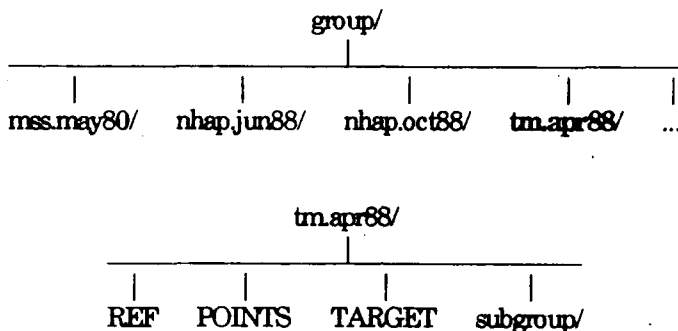 group/
mss.may80/ nhap.jun88/ nhap.oct88/ tm.apr88/ ...
tm.apr88/
REF POINTS TARGET subgroup/